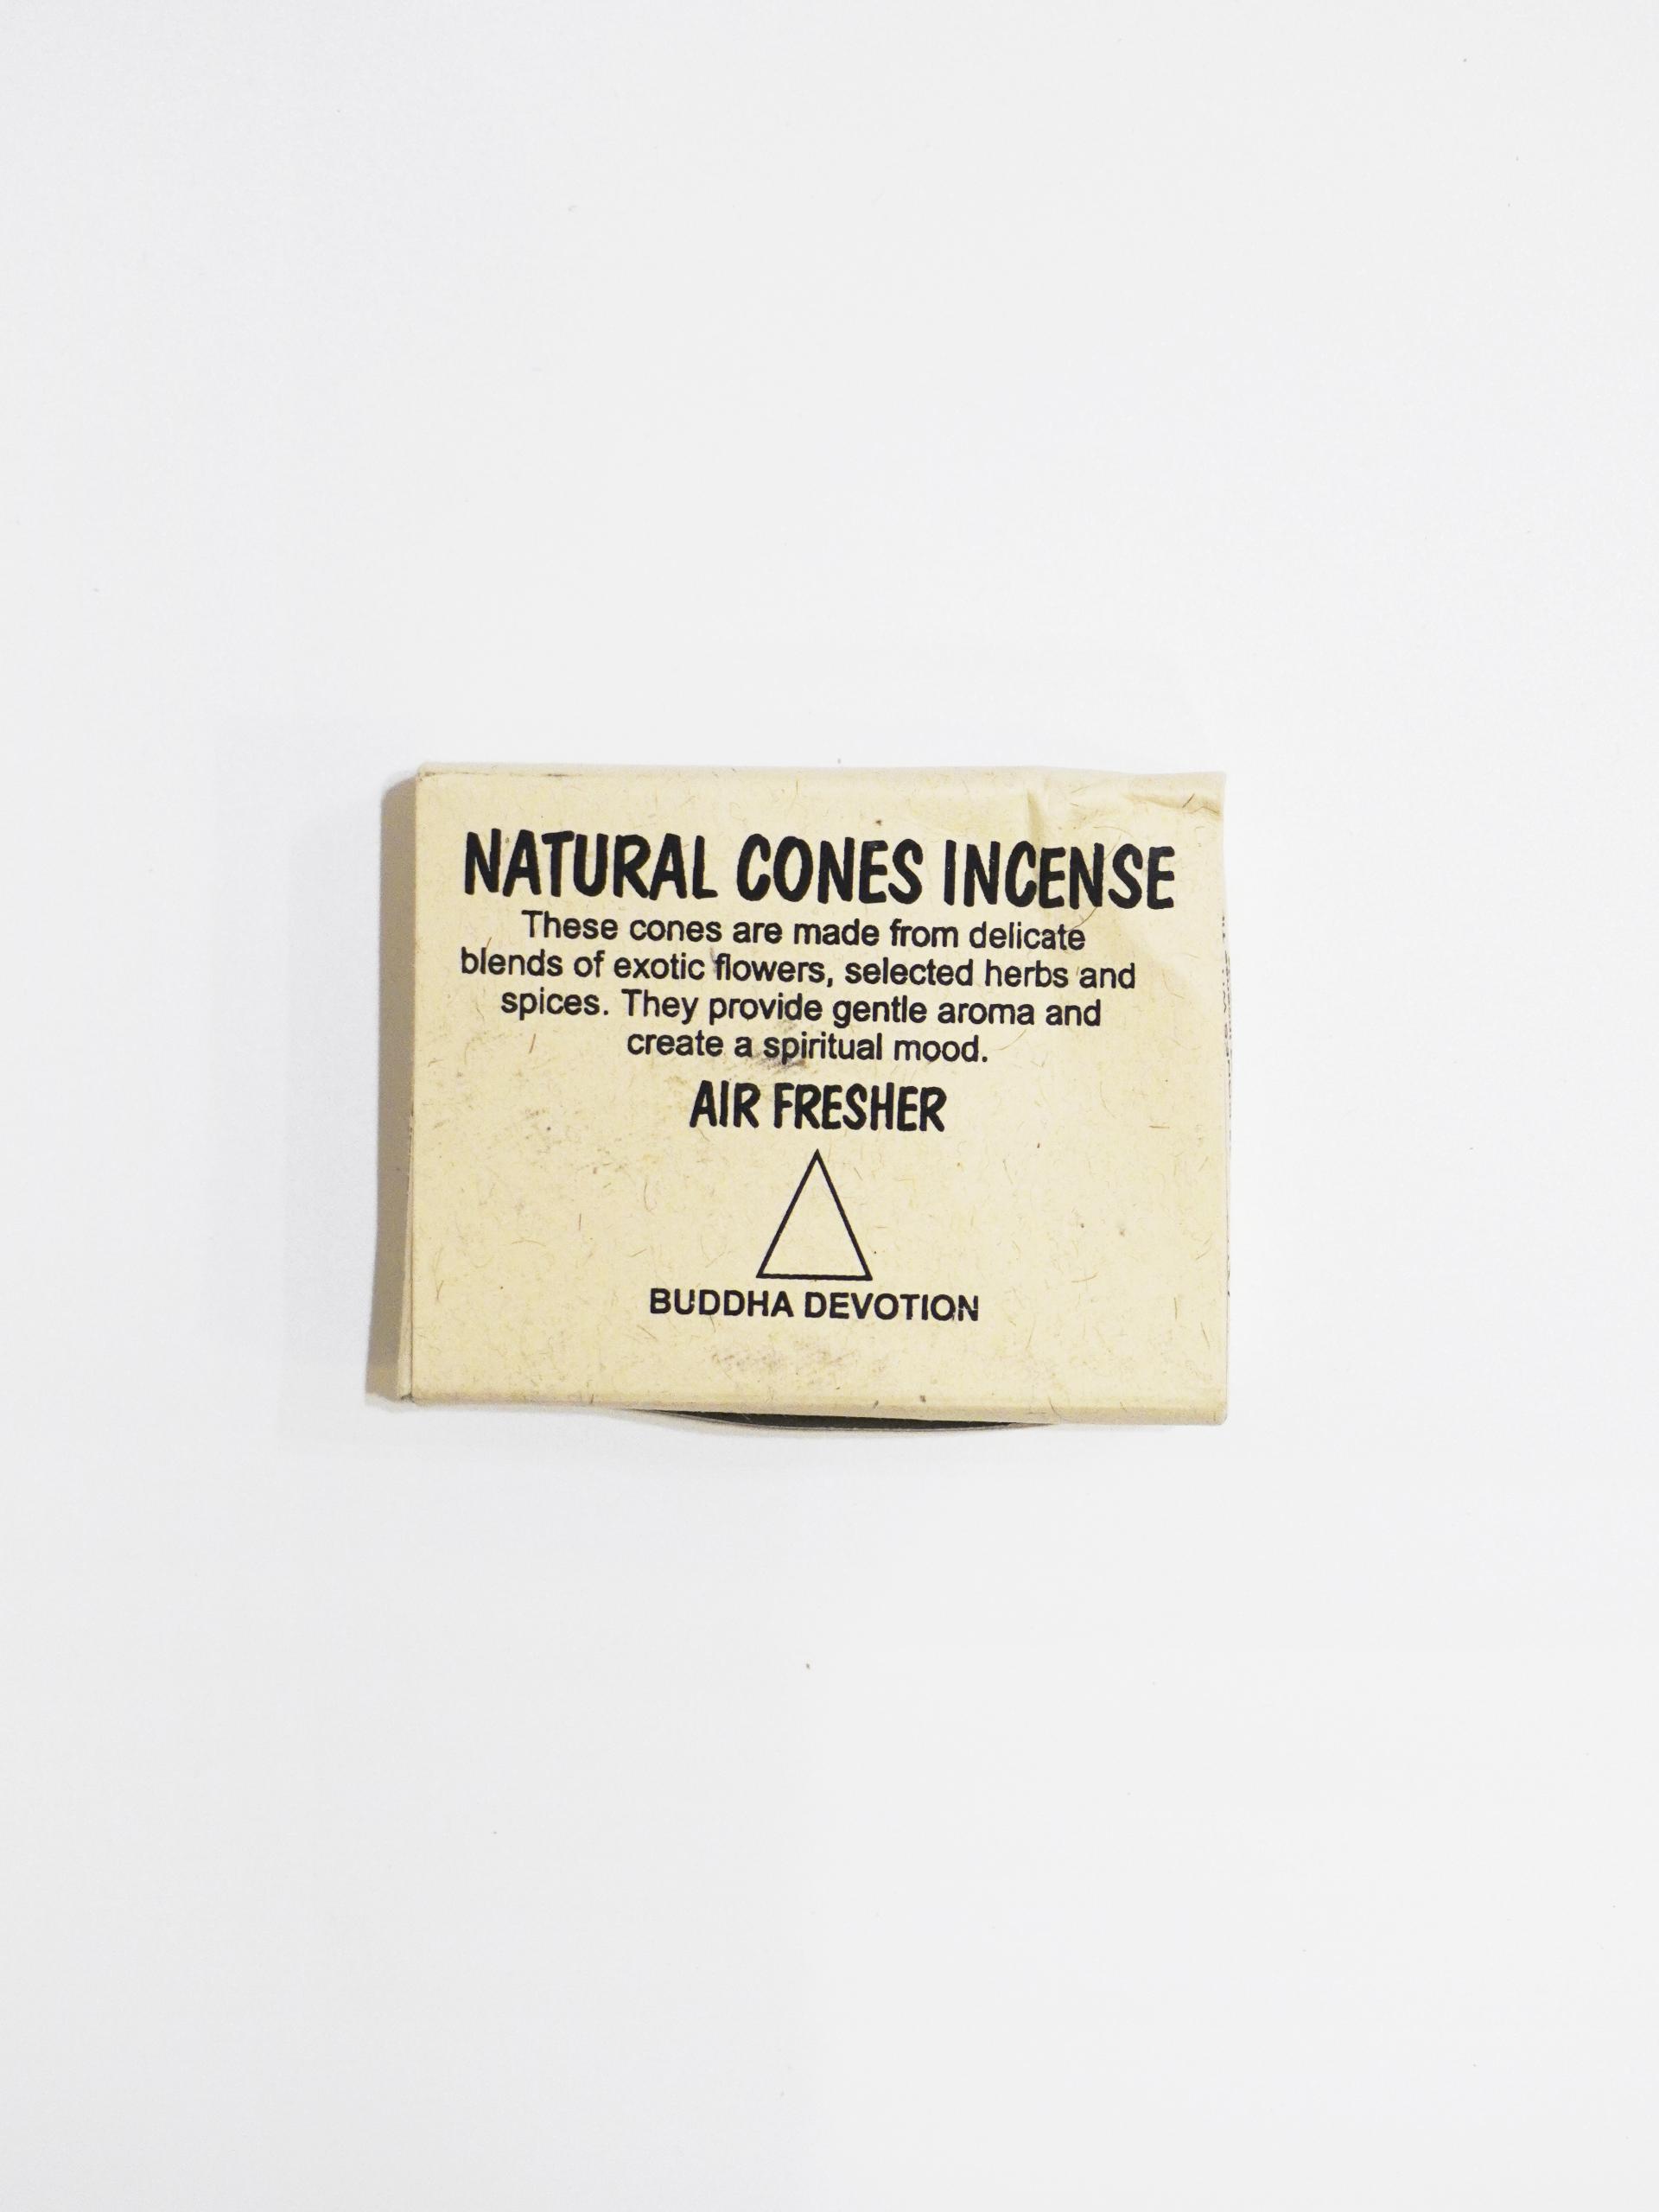 NATURAL CONES INCENSE
These cones are made from delicate
blends of exotic flowers, selected herbs and
spices. They provide gentle aroma and
create a spiritual mood.
AIR FRESHER
BUDDHA DEVOTION